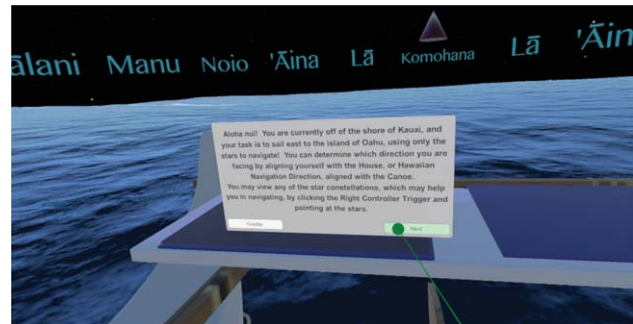 ālani Manu Noio 'Āina Lā Komohana Lā 'Āin
Aloha nui! You are currently off of the shore of Kauai, and
your task is to sail east to the island of Oahu, using only the
stars to navigate! You can determine which direction you are
facing by aligning yourself with the House, or Hawaiian
Navigation Direction, aligned with the Canoe.
You may view any of the star constellations, which may help
you in navigating, by clicking the Right Controller Trigger and
pointing at the stars.
Credits Next